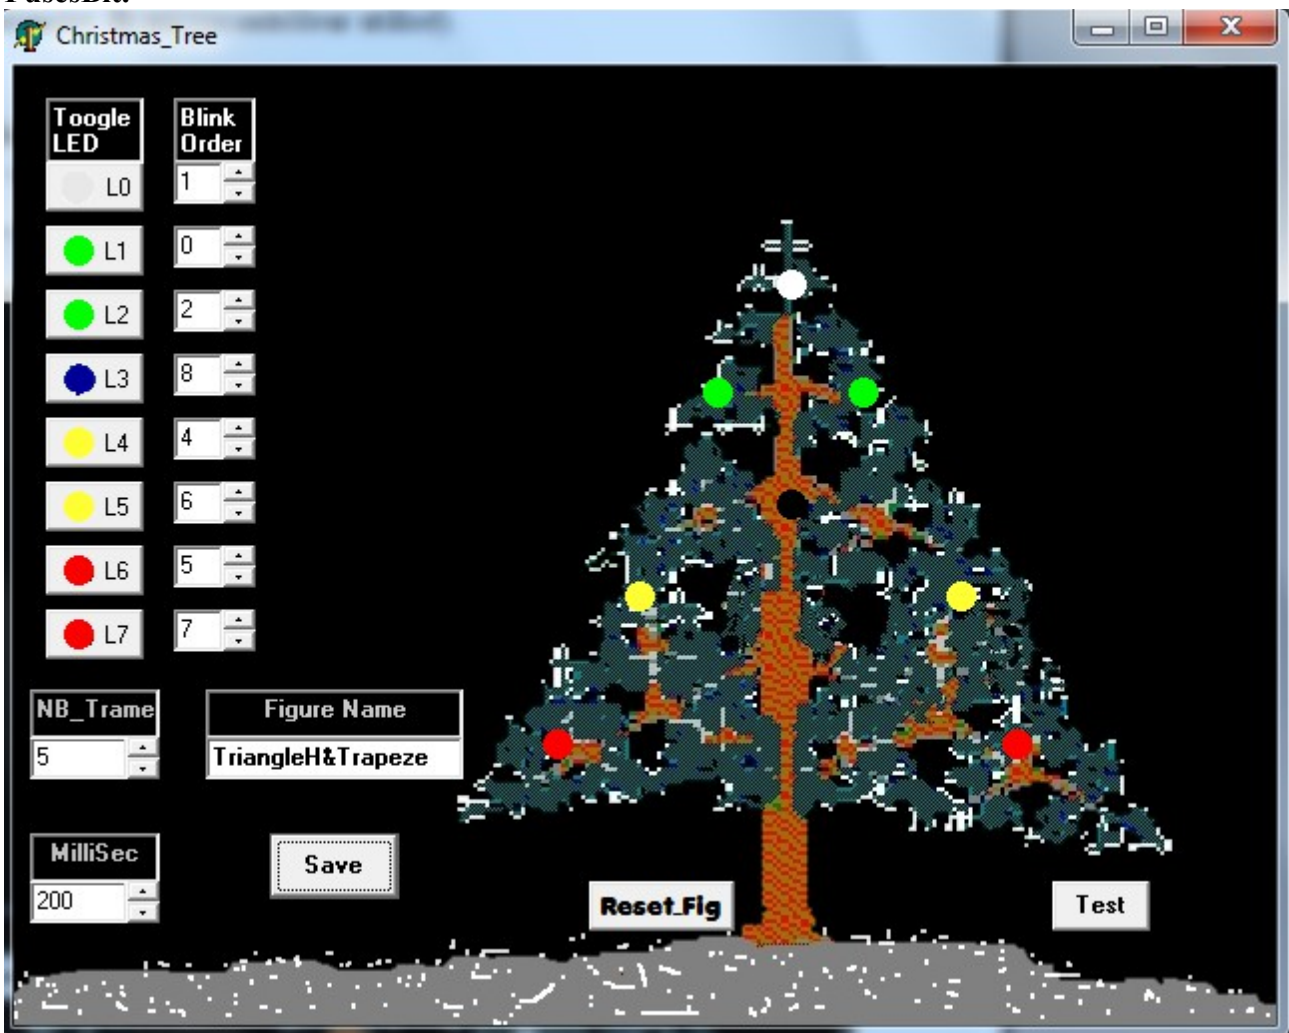 Christmas_Tree
Toogle
LED
Blink
Order
L0
1
L1
0
L2
2
L3
8
L4
4
L5
6
L6
5
L7
7
NB_Trame
5
Figure Name
TriangleH&Trapeze
MilliSec
200
Save
Reset_Fig
Test